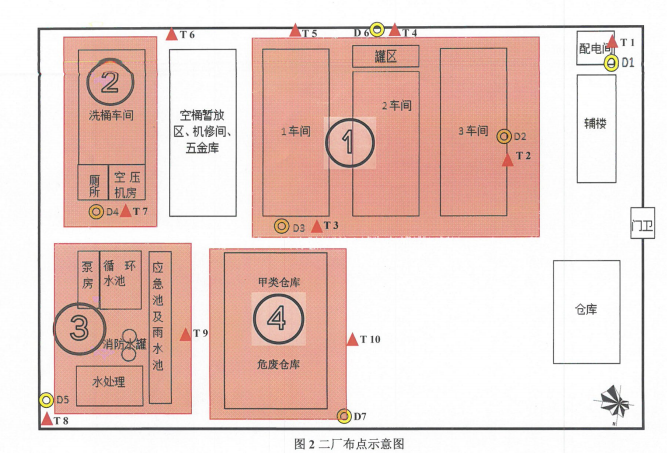 T 6
T 5
D 6
T 4
T 1
配电间
D1
罐区
②
洗桶车间
空桶暂放
区、机修间、
五金库
1车间
①
2车间
3车间
D2
T 2
辅楼
厕所
空压
机房
D4
T 7
D3
T 3
门卫
泵房
循环
水池
应急池及雨水池
③
消防水罐
水处理
T 9
甲类仓库
④
危废仓库
T 10
仓库
D5
T 8
D7
N
图 2 二厂布点示意图